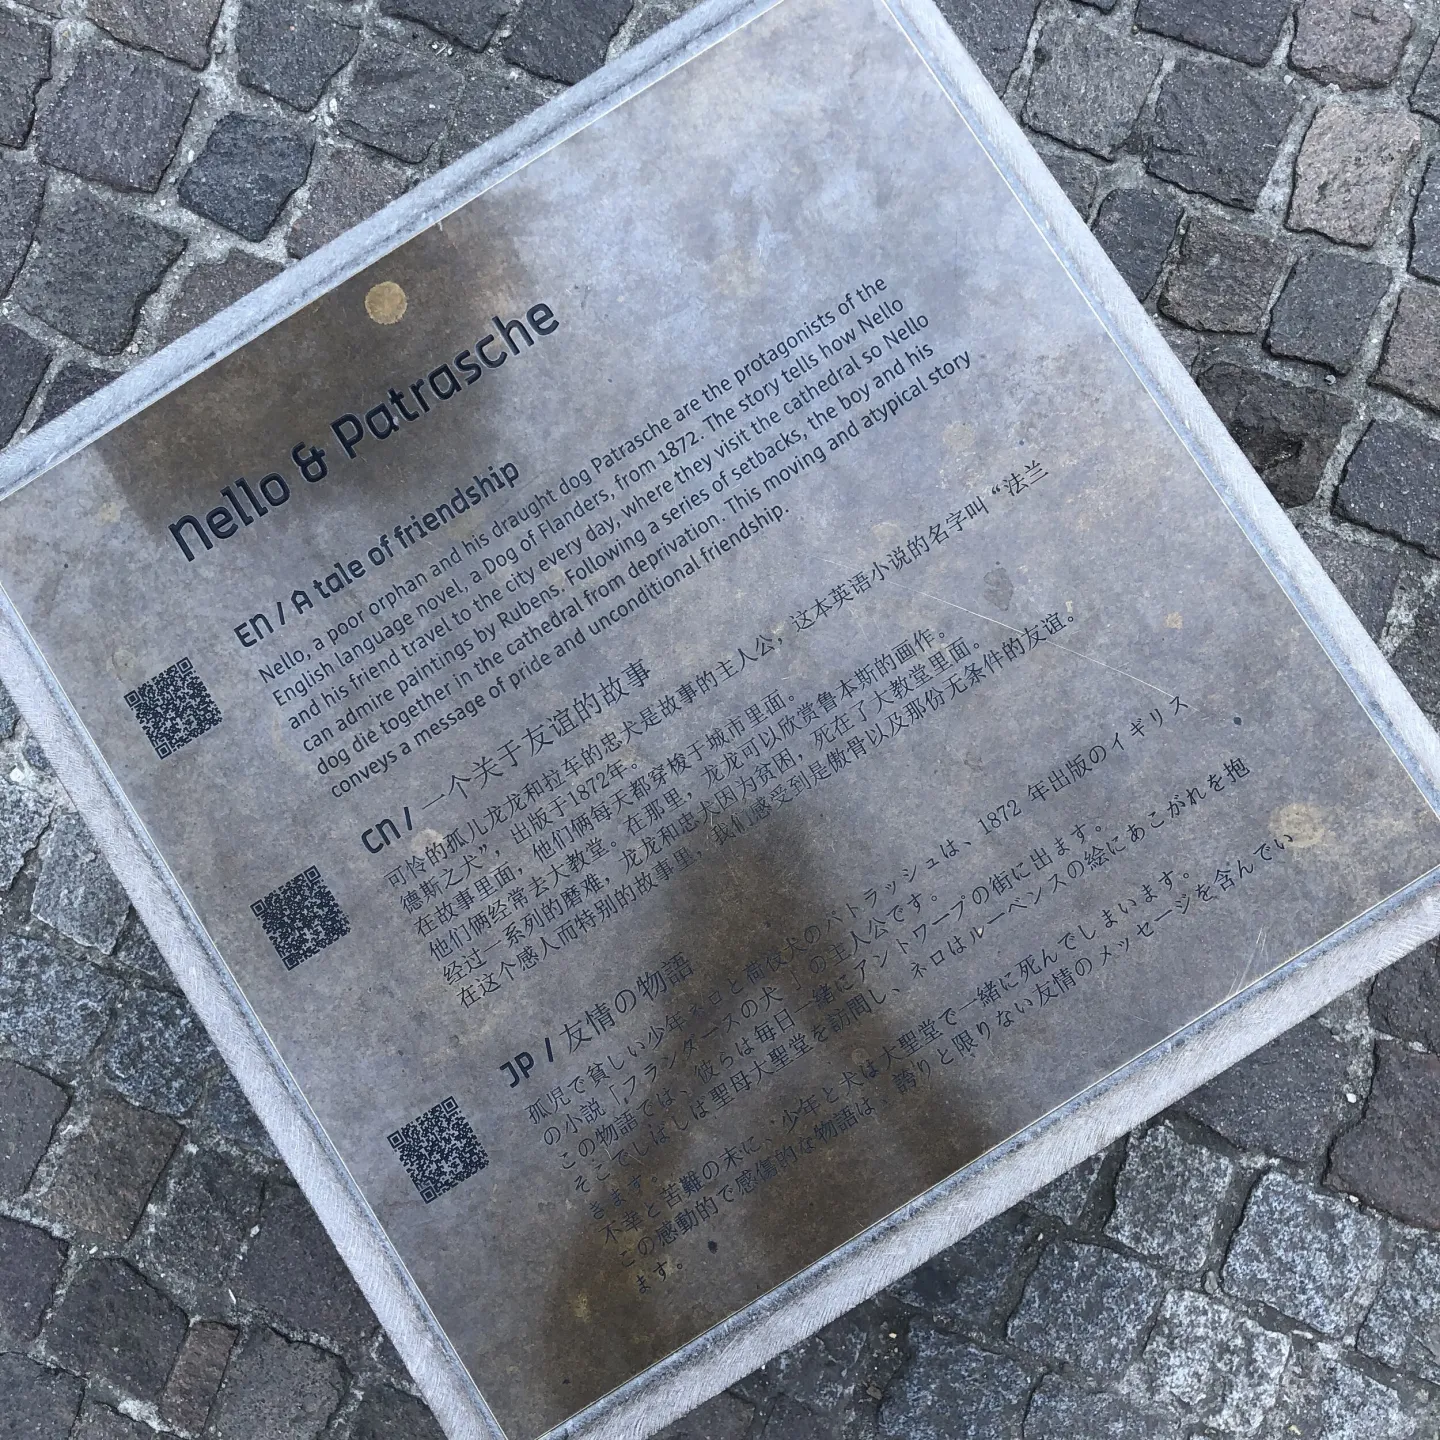 Nello & Patrasche
EN / A tale of friendship
Nello, a poor orphan and his draught dog Patrasche are the protagonists of the
English language novel, a Dog of Flanders, from 1872. The story tells how Nello
and his friend travel to the city every day, where they visit the cathedral so Nello
can admire paintings by Rubens. Following a series of setbacks, the boy and his
dog die together in the cathedral from deprivation. This moving and atypical story
conveys a message of pride and unconditional friendship.
CN / 一个关于友谊的故事
可怜的孤儿龙龙和拉车的忠犬是故事的主人公，这本英语小说的名字叫“法兰
德斯之犬”，出版于1872年。
在故事里面，他们俩每天都穿梭于城市里面。
他们俩经常去大教堂。在那里，龙龙可以欣赏鲁本斯的画作。
经过一系列的磨难，龙龙和忠犬因为贫困，死在了大教堂里面。
在这个感人而特别的故事里，我们感受到是傲骨以及那份无条件的友谊。
JP / 友情の物語
孤児で貧しい少年ネロと荷役犬のパトラッシュは、1872 年出版のイギリス
の小説「フランダースの犬 」の主人公です。
この物語では、彼らは毎日一緒にアントワープの街に出ます。
そこでしばしば聖母大聖堂を訪問し、ネロはルーベンスの絵にあこがれを抱
きます。
不幸と苦難の末に、少年と犬は大聖堂で一緒に死んでしまいます。
この感動的で感傷的な物語は 誇りと限りない友情のメッセージを含んでい
ます。